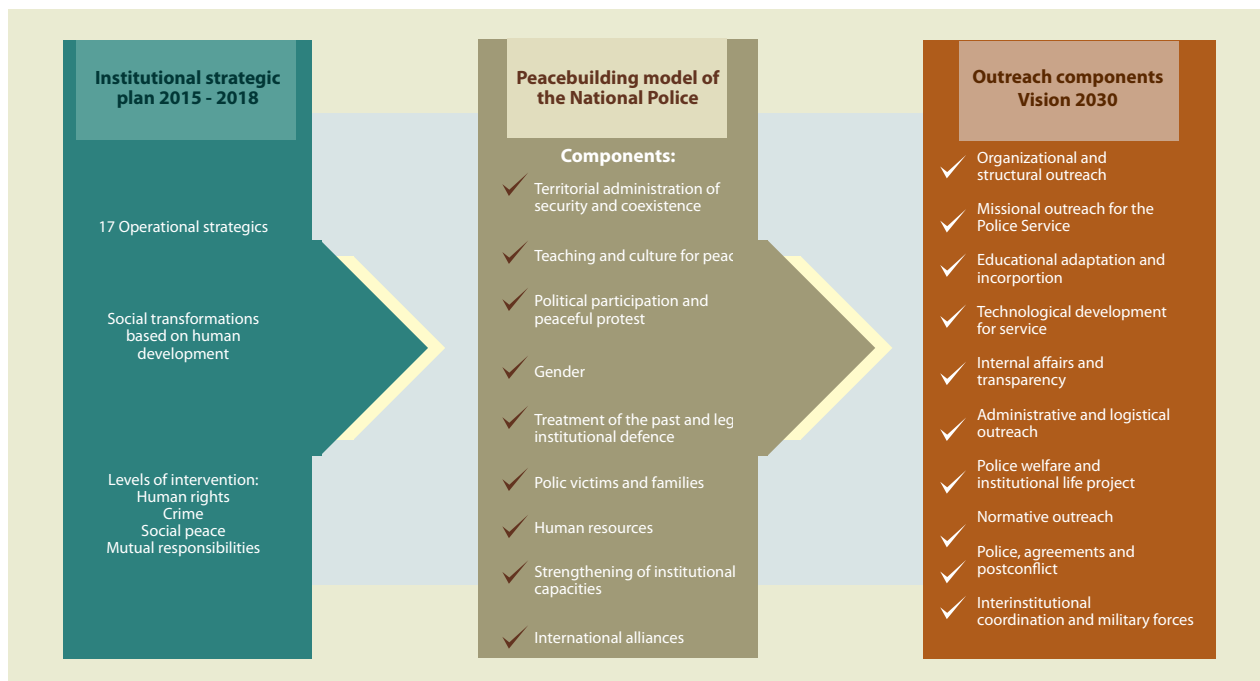 Institutional strategic
plan 2015 - 2018
17 Operational strategics
Social transformations
based on human
development
Levels of intervention:
Human rights
Crime
Social peace
Mutual responsibilities
Peacebuilding model of
the National Police
Components:
Territorial administration of
security and coexistence
Teaching and culture for peac
Political participation and
peaceful protest
Gender
Treatment of the past and leg
institutional defence
Polic victims and families
Human resources
Strengthening of institutional
capacities
International alliances
Outreach components
Vision 2030
Organizational and
structural outreach
Missional outreach for the
Police Service
Educational adaptation and
incorportion
Technological development
for service
Internal affairs and
transparency
Administrative and logistical
outreach
Police welfare and
institutional life project
Normative outreach
Police, agreements and
postconflict
Interinstitutional
coordination and military forces